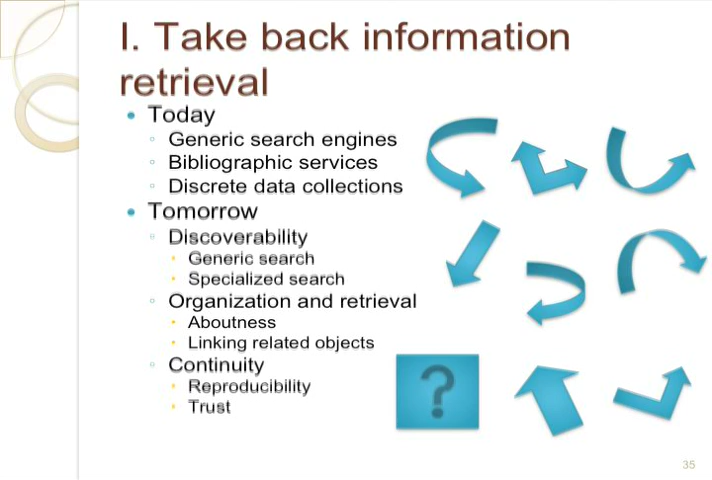 I. Take back information
retrieval
Today
Generic search engines
Bibliographic services
Discrete data collections
Tomorrow
Discoverability
Generic search
Specialized search
Organization and retrieval
Aboutness
Linking related objects
Continuity
Reproducibility
Trust
?
35